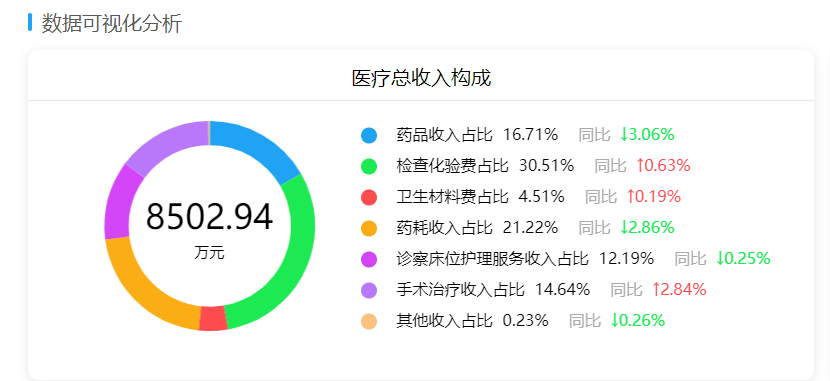 数据可视化分析
医疗总收入构成
8502.94
万元
药品收入占比 16.71% 同比 ↓3.06%
检查化验费占比 30.51% 同比 ↑0.63%
卫生材料费占比 4.51% 同比 ↑0.19%
药耗收入占比 21.22% 同比 ↓2.86%
诊察床位护理服务收入占比 12.19% 同比 ↓0.25%
手术治疗收入占比 14.64% 同比 ↑2.84%
其他收入占比 0.23% 同比 ↓0.26%